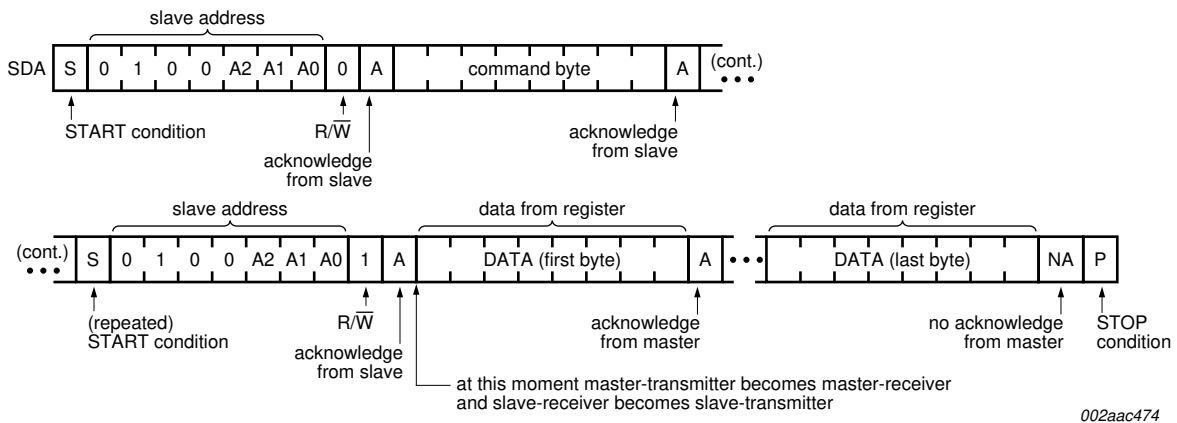 slave address
SDA S 0 1 0 0 A2 A1 A0 0 A command byte A (cont.)
START condition R/W̅ acknowledge
from slave
acknowledge
from slave
slave address data from register data from register
(cont.) S 0 1 0 0 A2 A1 A0 1 A DATA (first byte) A DATA (last byte) NA P
(repeated)
START condition
R/W̅
acknowledge
from slave
acknowledge
from master
no acknowledge
from master
STOP
condition
at this moment master-transmitter becomes master-receiver
and slave-receiver becomes slave-transmitter
002aac474